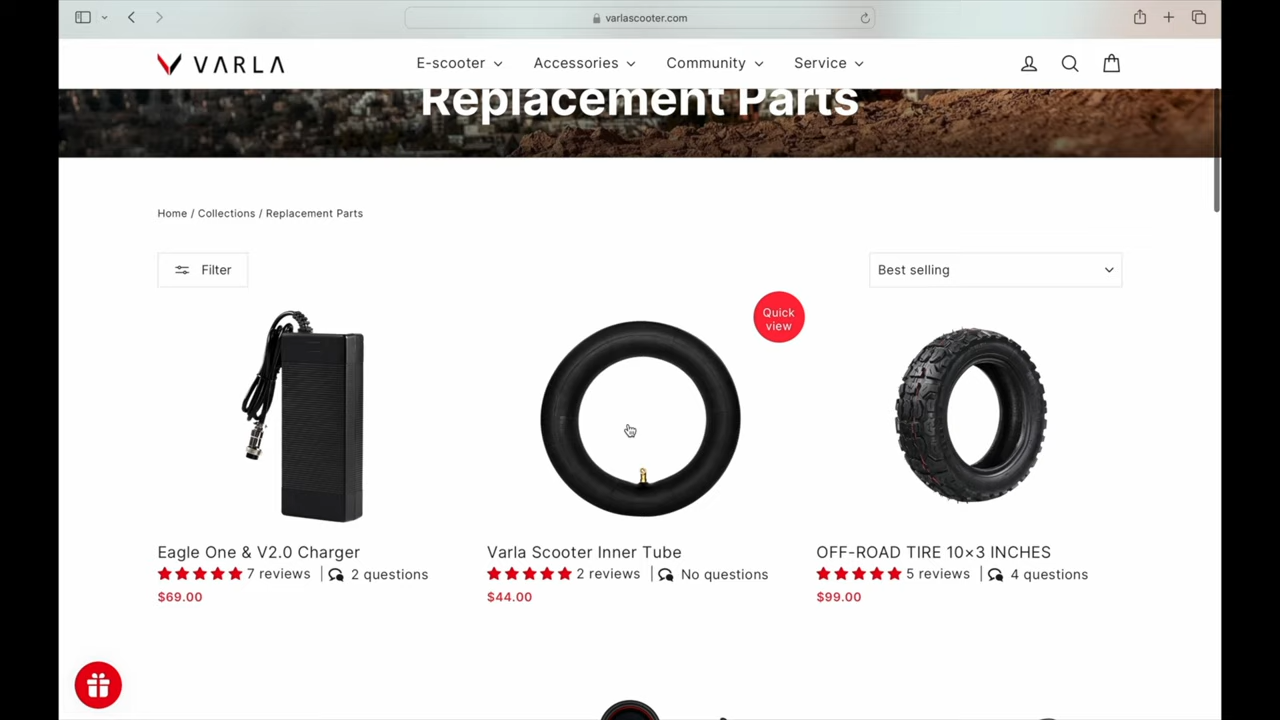 varlascooter.com
VARLA
E-scooter
Accessories
Community
Service
Replacement Parts
Home / Collections / Replacement Parts
Filter
Best selling
Quick
view
Eagle One & V2.0 Charger
7 reviews
2 questions
$69.00
Varla Scooter Inner Tube
2 reviews
No questions
$44.00
OFF-ROAD TIRE 10×3 INCHES
5 reviews
4 questions
$99.00